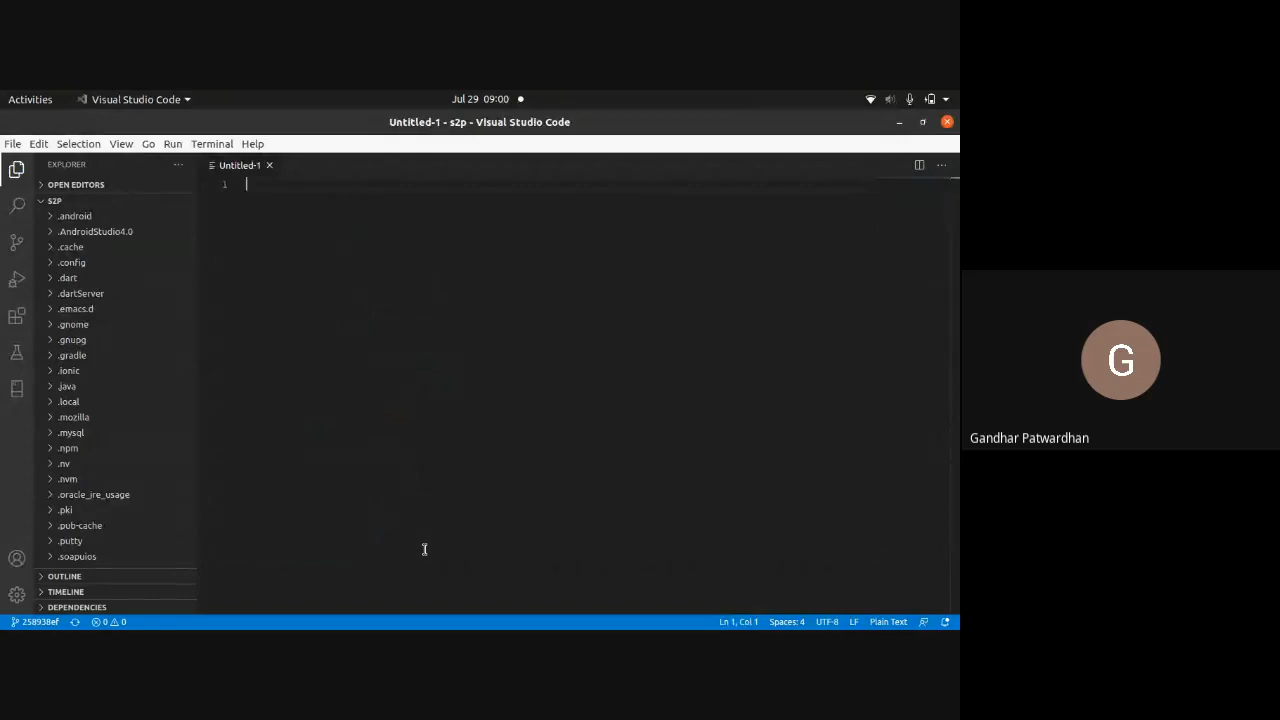 Activities Visual Studio Code Jul 29 09:00
Untitled-1 - s2p - Visual Studio Code
File Edit Selection View Go Run Terminal Help
EXPLORER Untitled-1
OPEN EDITORS 1
S2P
.android
.AndroidStudio4.0
.cache
.config
.dart
.dartServer
.emacs.d
.gnome
.gnupg
.gradle
.ionic
.java
.local
.mozilla
.mysql
.npm
.nv
.nvm
.oracle_jre_usage
.pki
.pub-cache
.putty
.soapuios
OUTLINE
TIMELINE
DEPENDENCIES
258938ef 0 0 Ln 1, Col 1 Spaces: 4 UTF-8 LF Plain Text
G
Gandhar Patwardhan